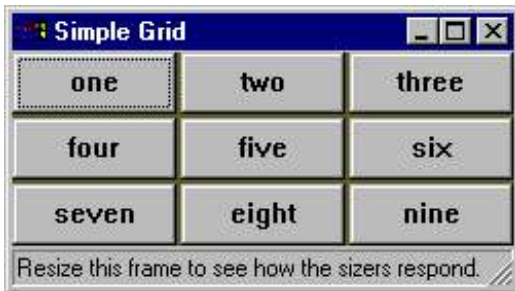 Simple Grid
one two three
four five six
seven eight nine
Resize this frame to see how the sizers respond.